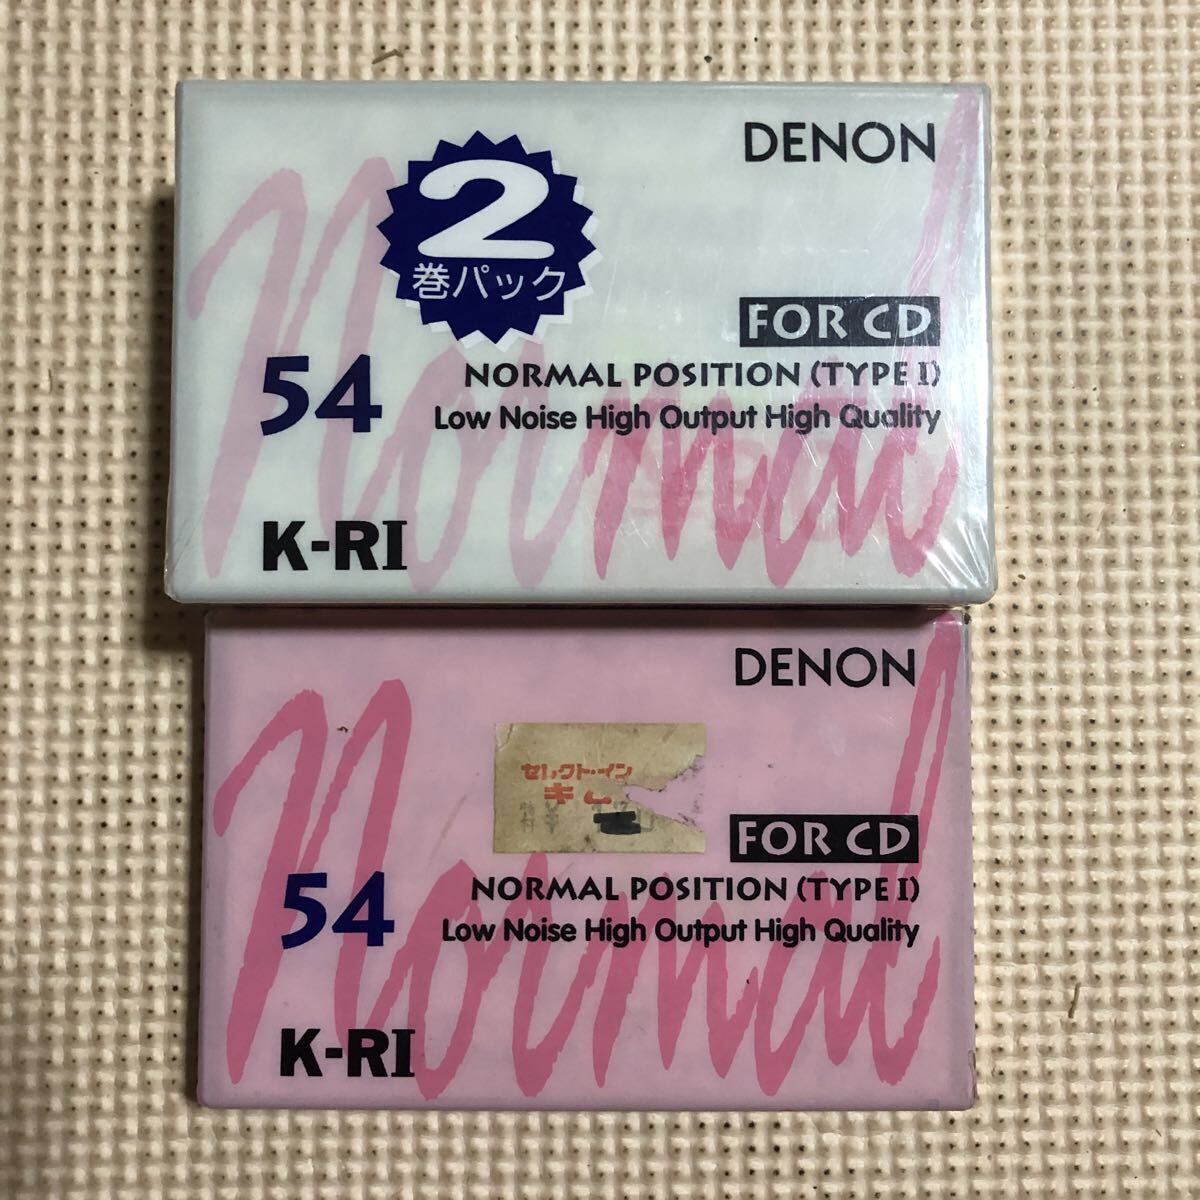 DENON
2
巻パック
FOR CD
54
NORMAL POSITION (TYPE I)
Low Noise High Output High Quality
Normal
K-RI
DENON
セレクト・イン
FOR CD
54
NORMAL POSITION (TYPE I)
Low Noise High Output High Quality
Normal
K-RI